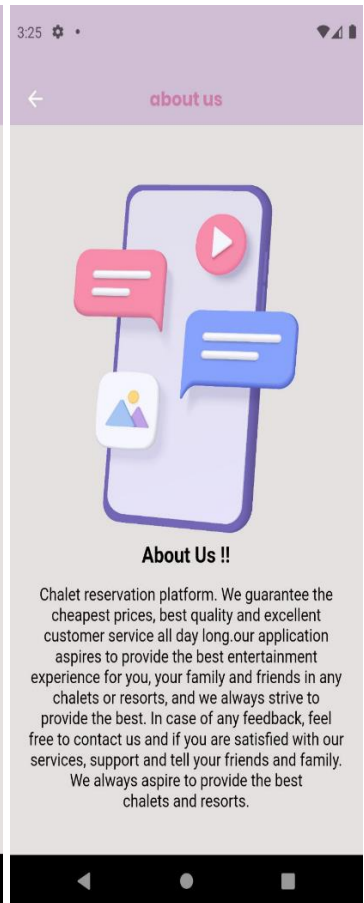 3:25
about us
About Us !!
Chalet reservation platform. We guarantee the
cheapest prices, best quality and excellent
customer service all day long.our application
aspires to provide the best entertainment
experience for you, your family and friends in any
chalets or resorts, and we always strive to
provide the best. In case of any feedback, feel
free to contact us and if you are satisfied with our
services, support and tell your friends and family.
We always aspire to provide the best
chalets and resorts.